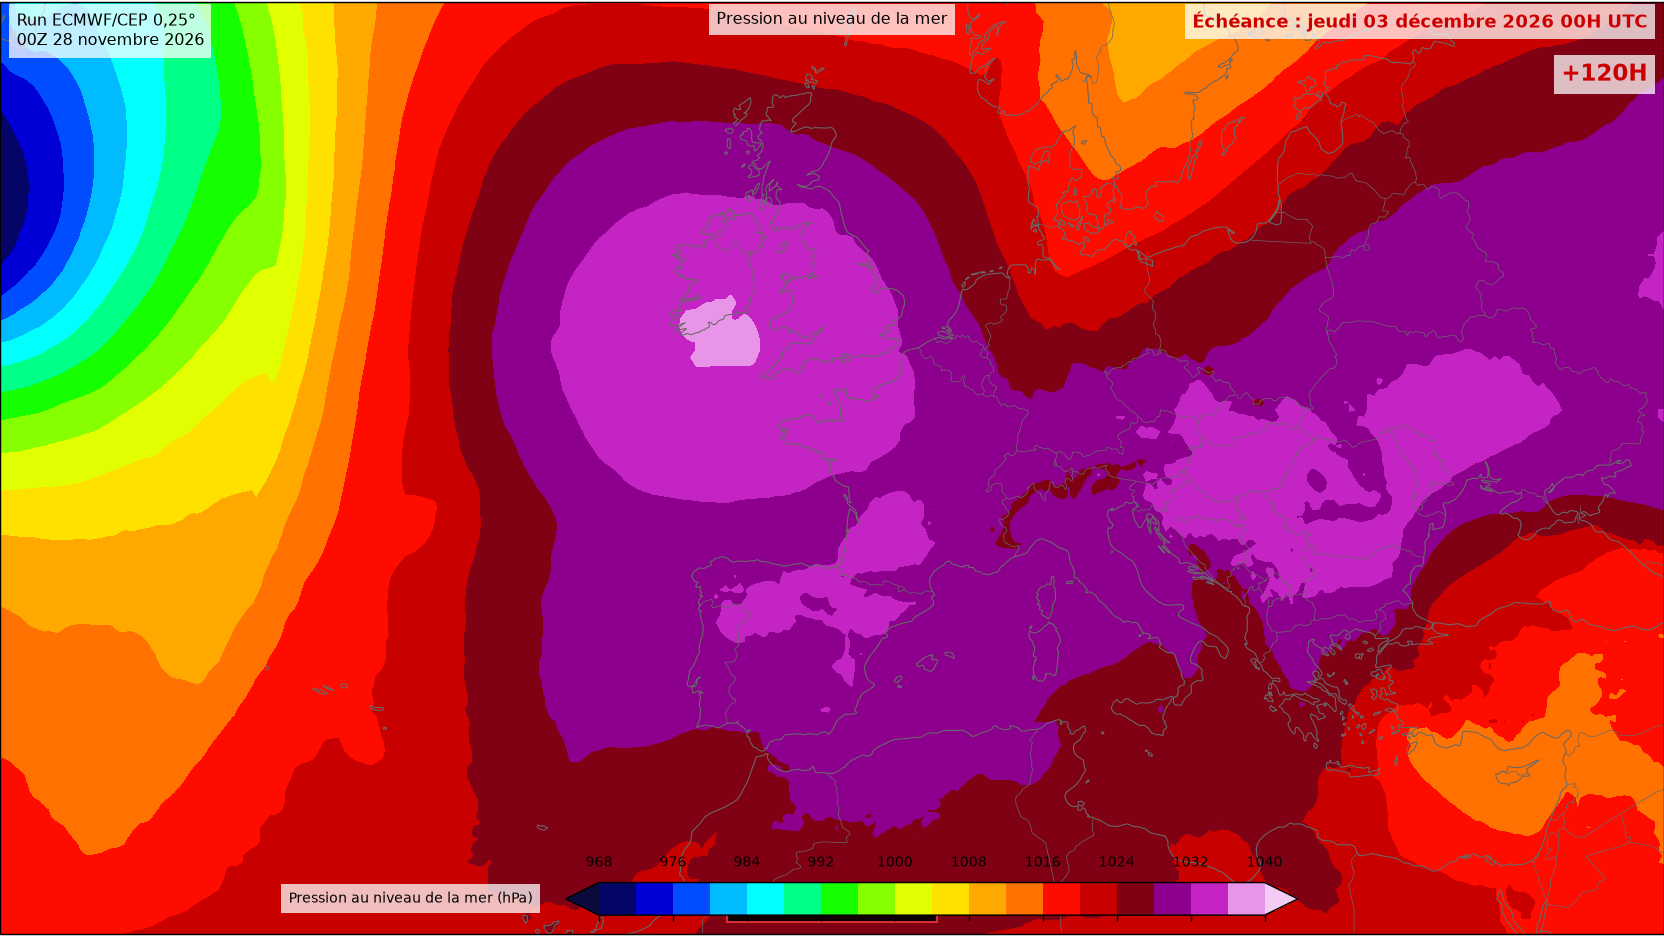 Run ECMWF/CEP 0,25°
00Z 28 novembre 2026
Pression au niveau de la mer
Échéance : jeudi 03 décembre 2026 00H UTC
+120H
968 976 984 992 1000 1008 1016 1024 1032 1040
Pression au niveau de la mer (hPa)